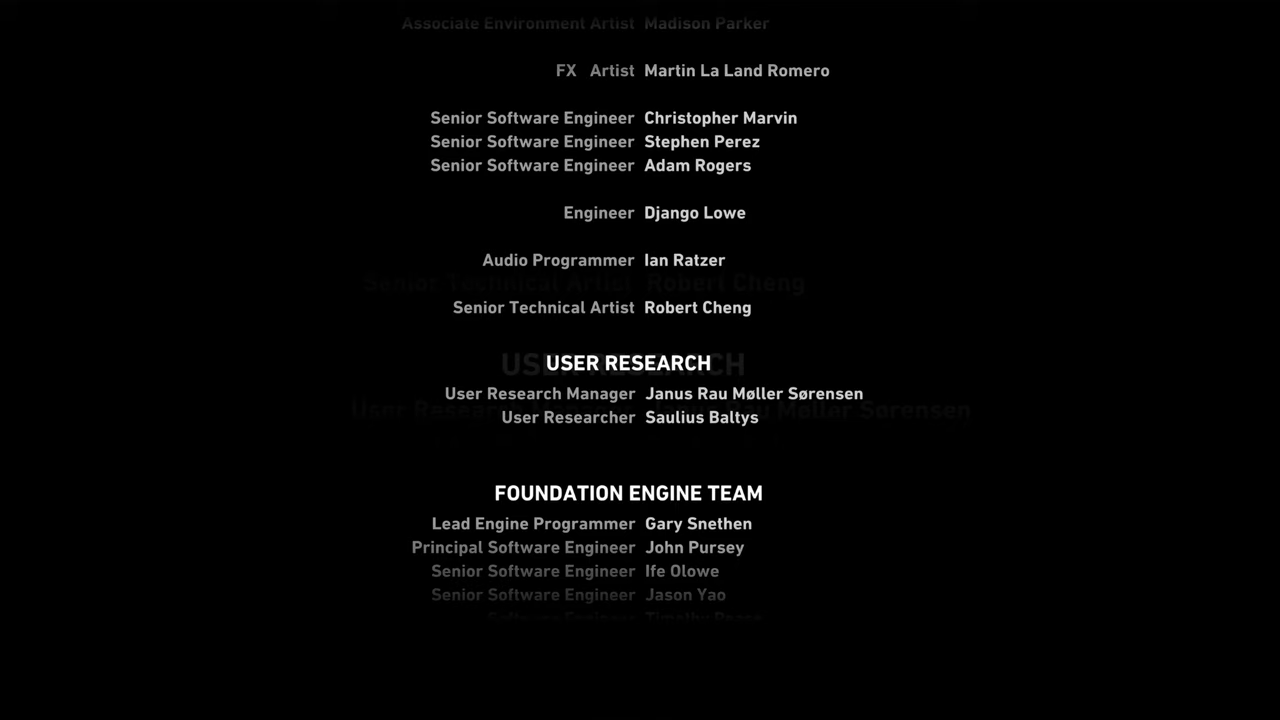 Associate Environment Artist Madison Parker
FX Artist Martin La Land Romero
Senior Software Engineer Christopher Marvin
Senior Software Engineer Stephen Perez
Senior Software Engineer Adam Rogers
Engineer Django Lowe
Audio Programmer Ian Ratzer
Senior Technical Artist Robert Cheng
USER RESEARCH
User Research Manager Janus Rau Møller Sørensen
User Researcher Saulius Baltys
FOUNDATION ENGINE TEAM
Lead Engine Programmer Gary Snethen
Principal Software Engineer John Pursey
Senior Software Engineer Ife Olowe
Senior Software Engineer Jason Yao
Software Engineer Timothy